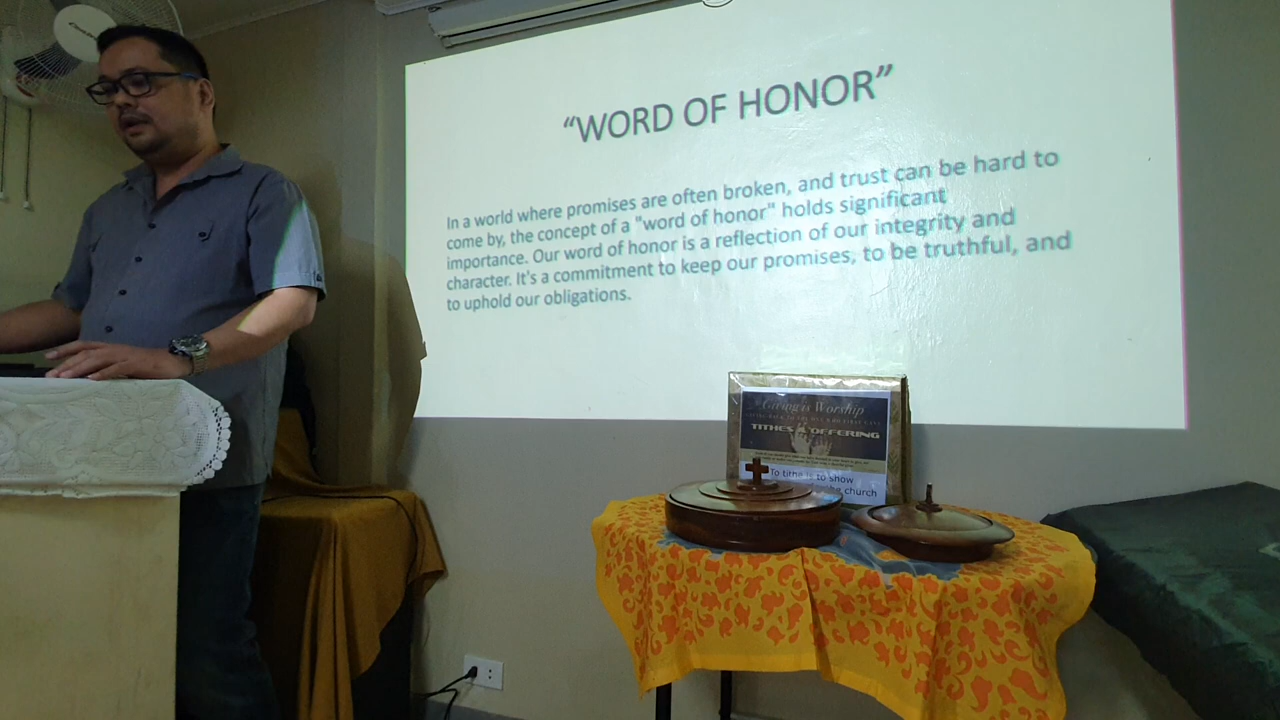 “WORD OF HONOR”
In a world where promises are often broken, and trust can be hard to
come by, the concept of a "word of honor" holds significant
importance. Our word of honor is a reflection of our integrity and
character. It's a commitment to keep our promises, to be truthful, and
to uphold our obligations.
Giving is Worship
TITHES & OFFERING
To tithe is to show
the church